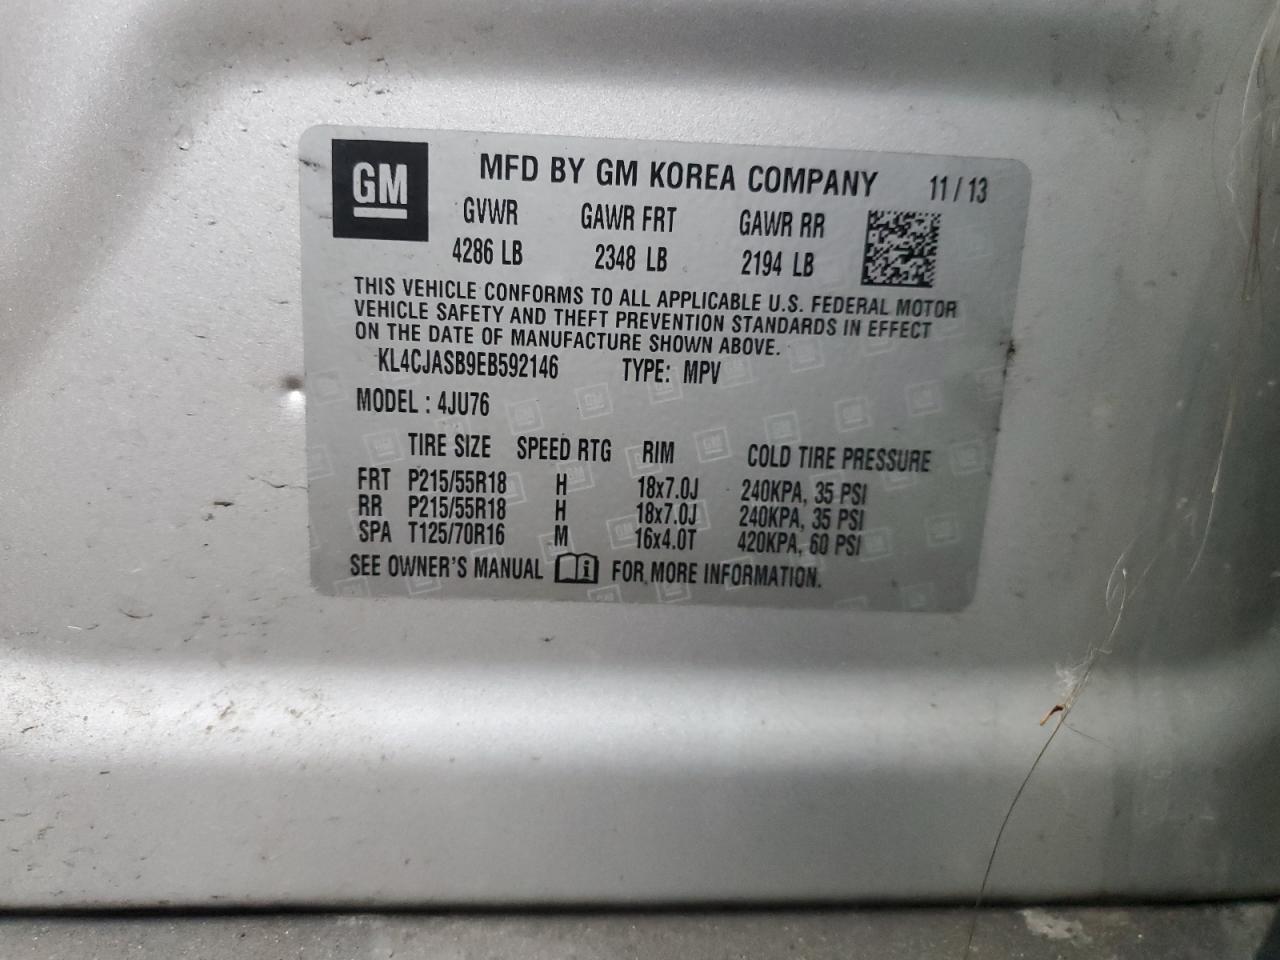 GM
MFD BY GM KOREA COMPANY 11 / 13
GVWR GAWR FRT GAWR RR
4286 LB 2348 LB 2194 LB
THIS VEHICLE CONFORMS TO ALL APPLICABLE U.S. FEDERAL MOTOR
VEHICLE SAFETY AND THEFT PREVENTION STANDARDS IN EFFECT
ON THE DATE OF MANUFACTURE SHOWN ABOVE.
KL4CJASB9EB592146 TYPE: MPV
MODEL : 4JU76
TIRE SIZE SPEED RTG RIM COLD TIRE PRESSURE
FRT P215/55R18 H 18x7.0J 240KPA, 35 PSI
RR P215/55R18 H 18x7.0J 240KPA, 35 PSI
SPA T125/70R16 M 16x4.0T 420KPA, 60 PSI
SEE OWNER'S MANUAL i FOR MORE INFORMATION.